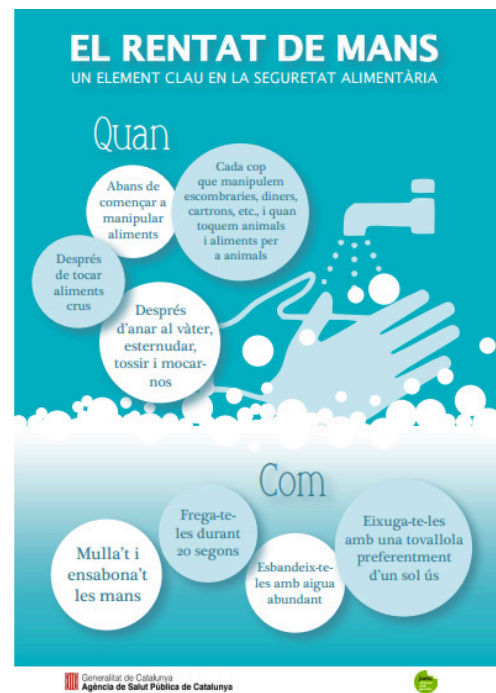 EL RENTAT DE MANS
UN ELEMENT CLAU EN LA SEGURETAT ALIMENTÀRIA
Quan
Abans de
començar a
manipular
aliments
Cada cop
que manipulem
escombraries, diners,
cartrons, etc., i quan
toquem animals
i aliments per
a animals
Després
de tocar
aliments
crus
Després
d'anar al vàter,
esternudar,
tossir i mocar-
nos
Com
Mulla't i
ensabona't
les mans
Frega-te-
les durant
20 segons
Esbandeix-te-
les amb aigua
abundant
Eixuga-te-les
amb una tovallola
preferentment
d'un sol ús
Generalitat de Catalunya
Agència de Salut Pública de Catalunya